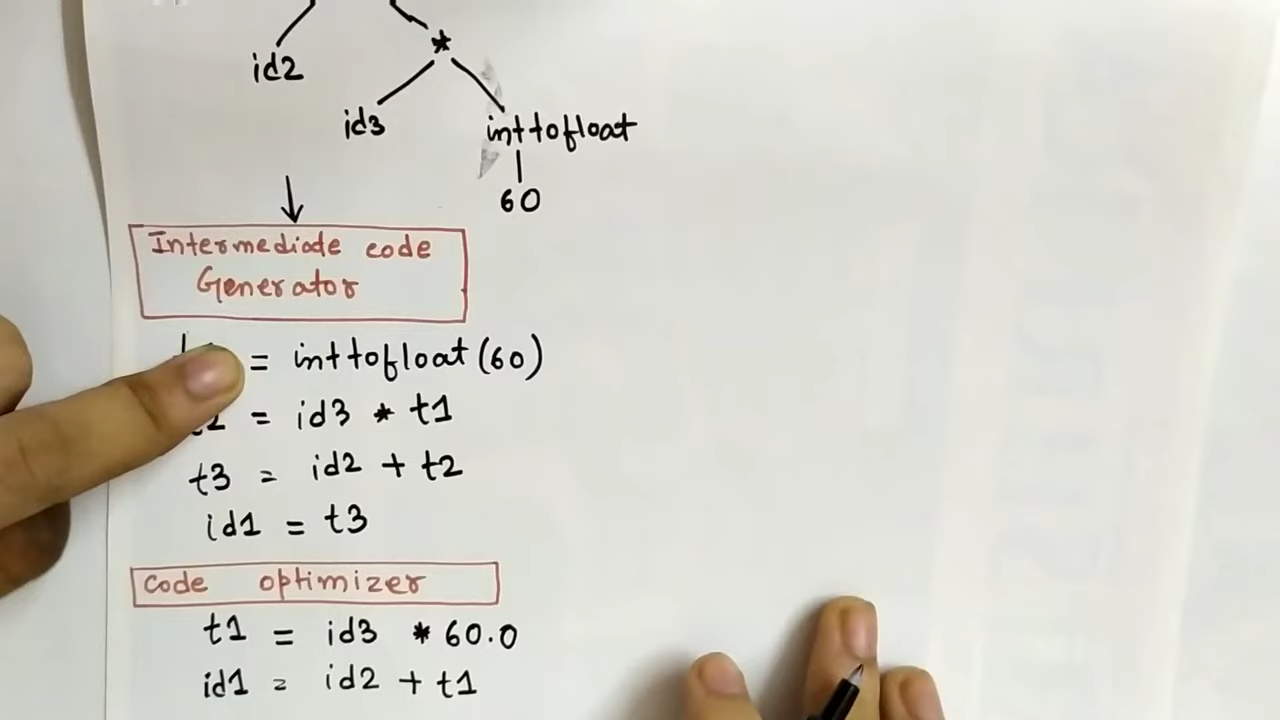 id2
*
id3
inttofloat
60
Intermediate code
Generator
= inttofloat(60)
= id3 * t1
t3 = id2 + t2
id1 = t3
code optimizer
t1 = id3 * 60.0
id1 = id2 + t1